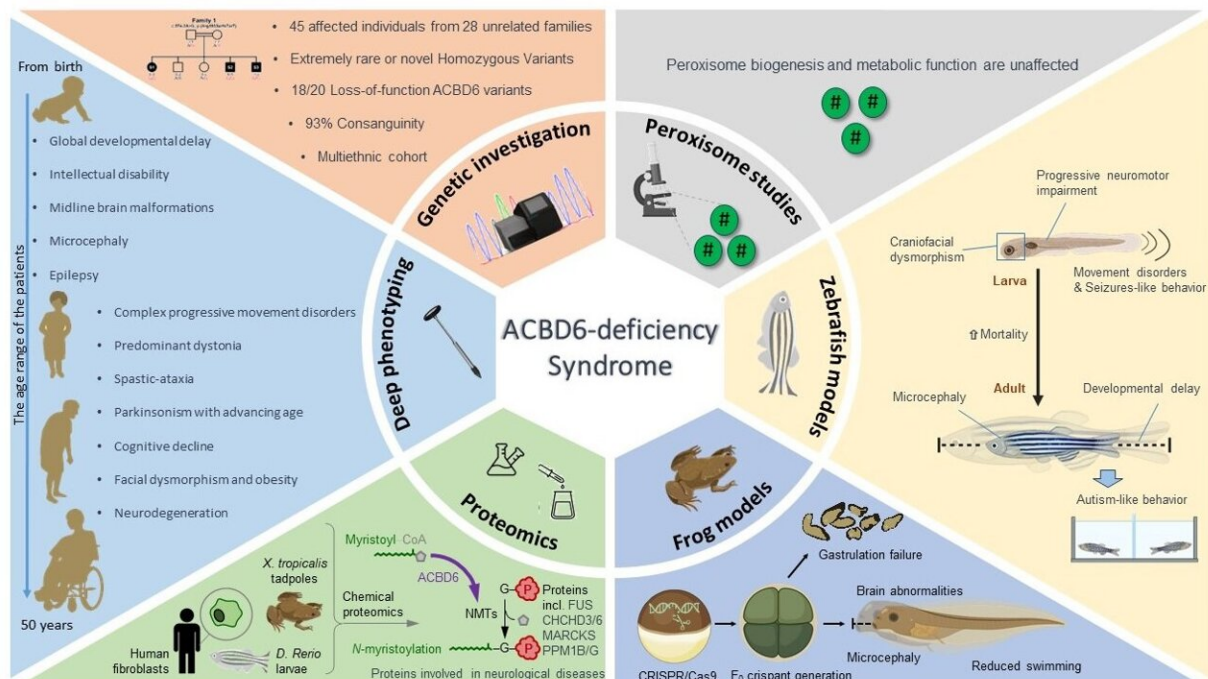 Family 1
45 affected individuals from 28 unrelated families
Extremely rare or novel Homozygous Variants
18/20 Loss-of-function ACBD6 variants
93% Consanguinity
Multiethnic cohort
Genetic investigation
Peroxisome biogenesis and metabolic function are unaffected
# #
#
Peroxisome studies
#
# #
From birth
The age range of the patients
Global developmental delay
Intellectual disability
Midline brain malformations
Microcephaly
Epilepsy
Complex progressive movement disorders
Predominant dystonia
Spastic-ataxia
Parkinsonism with advancing age
Cognitive decline
Facial dysmorphism and obesity
Neurodegeneration
50 years
Deep phenotyping
ACBD6-deficiency
Syndrome
Zebrafish models
Progressive neuromotor
impairment
Craniofacial
dysmorphism
Larva
Movement disorders
& Seizures-like behavior
⇧ Mortality
Adult
Microcephaly
Developmental delay
Autism-like behavior
Proteomics
Myristoyl-CoA
ACBD6
X. tropicalis
tadpoles
Chemical
proteomics
NMTs
G P
Proteins
incl. FUS
CHCHD3/6
MARCKS
PPM1B/G
N-myristoylation
G P
Human
fibroblasts
D. Rerio
larvae
Proteins involved in neurological diseases
Frog models
Gastrulation failure
Brain abnormalities
Microcephaly
Reduced swimming
CRISPR/Cas9
F₀ crispant generation